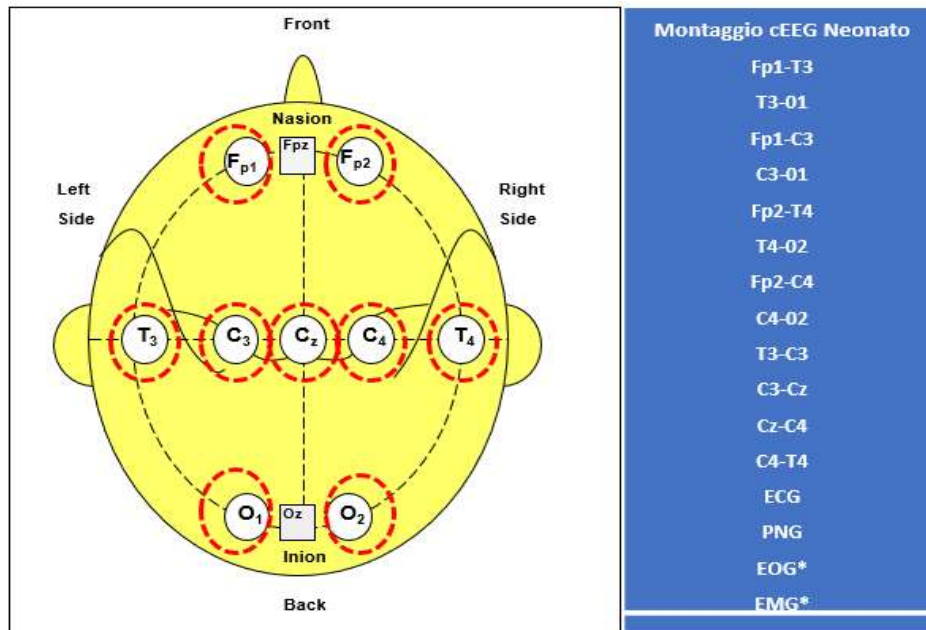 Front
Nasion
Fp1
Fpz
Fp2
Left
Side
Right
Side
T3
C3
Cz
C4
T4
O1
Oz
O2
Inion
Back
Montaggio cEEG Neonato
Fp1-T3
T3-01
Fp1-C3
C3-01
Fp2-T4
T4-02
Fp2-C4
C4-02
T3-C3
C3-Cz
Cz-C4
C4-T4
ECG
PNG
EOG*
EMG*